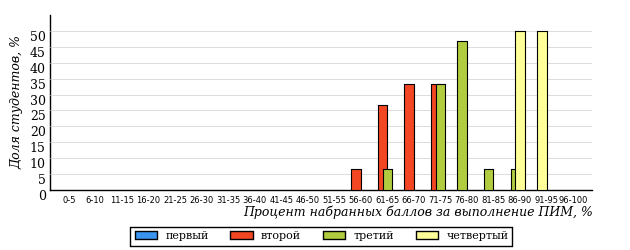 Доля студентов, %
50
45
40
35
30
25
20
15
10
5
0
0-5 6-10 11-15 16-20 21-25 26-30 31-35 36-40 41-45 46-50 51-55 56-60 61-65 66-70 71-75 76-80 81-85 86-90 91-95 96-100
Процент набранных баллов за выполнение ПИМ, %
первый второй третий четвертый